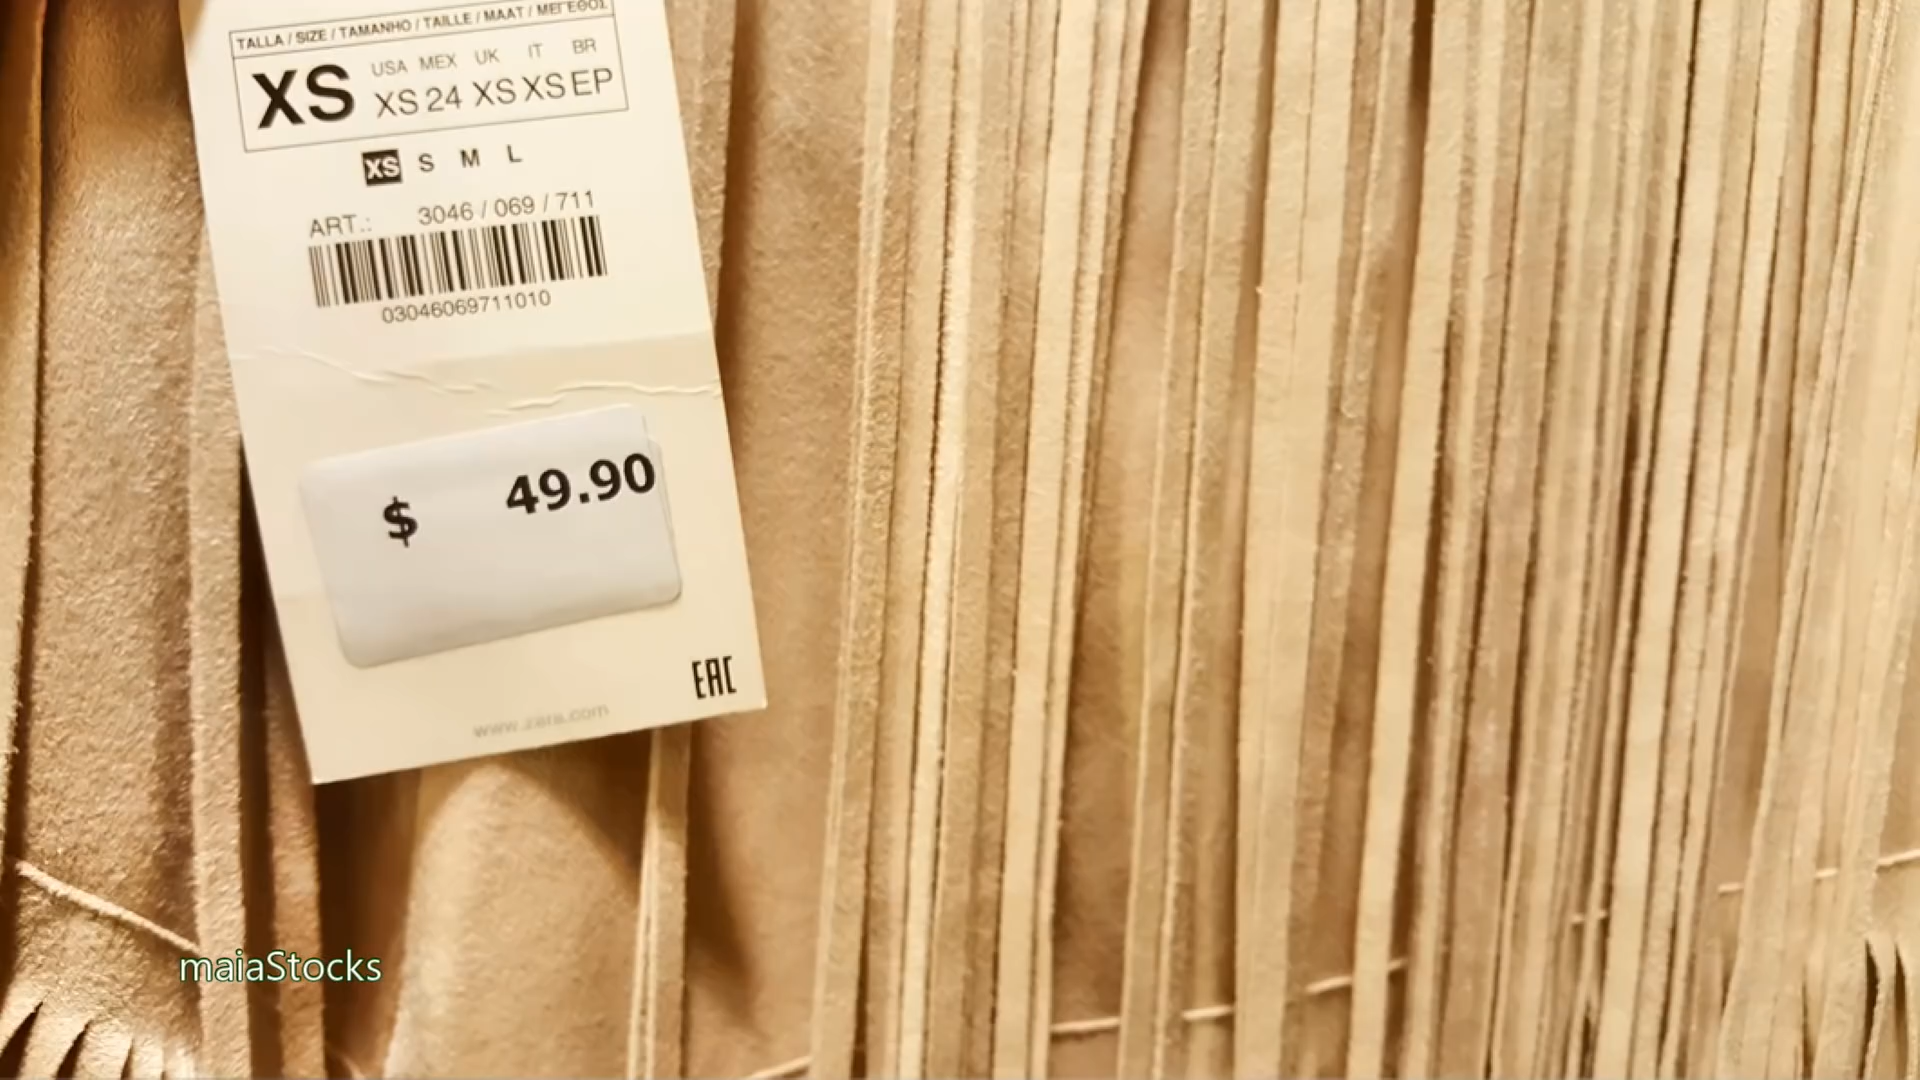 TALLA / SIZE / TAMANHO / TAILLE / MAAT / ΜΕΓΕΘΟΣ
XS
USA MEX UK IT BR
XS 24 XS XS EP
XS S M L
ART.: 3046 / 069 / 711
03046069711010
$ 49.90
EAC
www.zara.com
maiaStocks